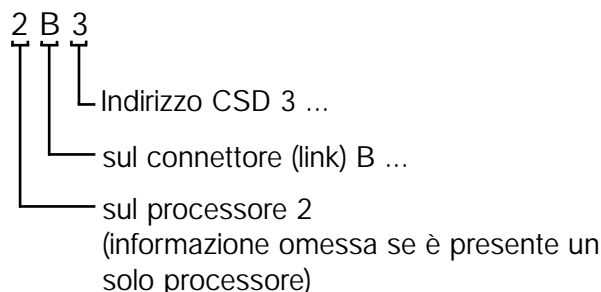 2 B 3
Indirizzo CSD 3 ...
sul connettore (link) B ...
sul processore 2
(informazione omessa se è presente un
solo processore)